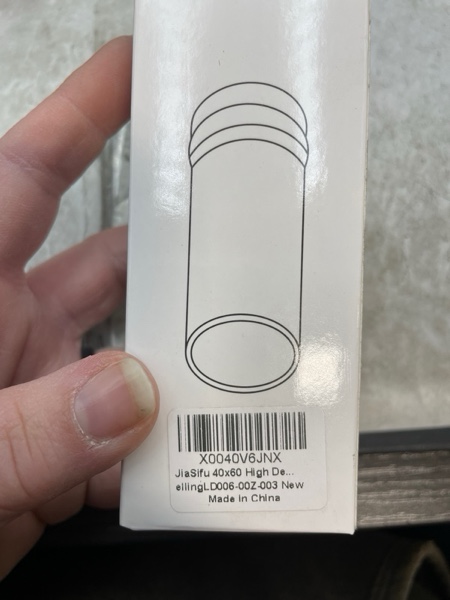 X0040V6JNX
JiaSifu 40x60 High De...
ellingLD006-00Z-003 New
Made in China